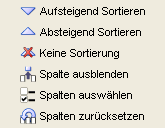 Aufsteigend Sortieren
Absteigend Sortieren
Keine Sortierung
Spalte ausblenden
Spalten auswählen
Spalten zurücksetzen